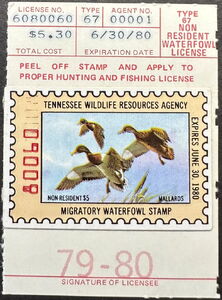 LICENSE NO. TYPE AGENT NO.
6080060 67 00001
$5.30 6/30/80
TOTAL COST EXPIRATION DATE
TYPE
67
NON
RESIDENT
WATERFOWL
LICENSE
PEEL OFF STAMP AND APPLY TO
PROPER HUNTING AND FISHING LICENSE
TENNESSEE WILDLIFE RESOURCES AGENCY
EXPIRES JUNE 30, 1980
NON-RESIDENT $5 MALLARDS
MIGRATORY WATERFOWL STAMP
79-80
SIGNATURE OF LICENSEE